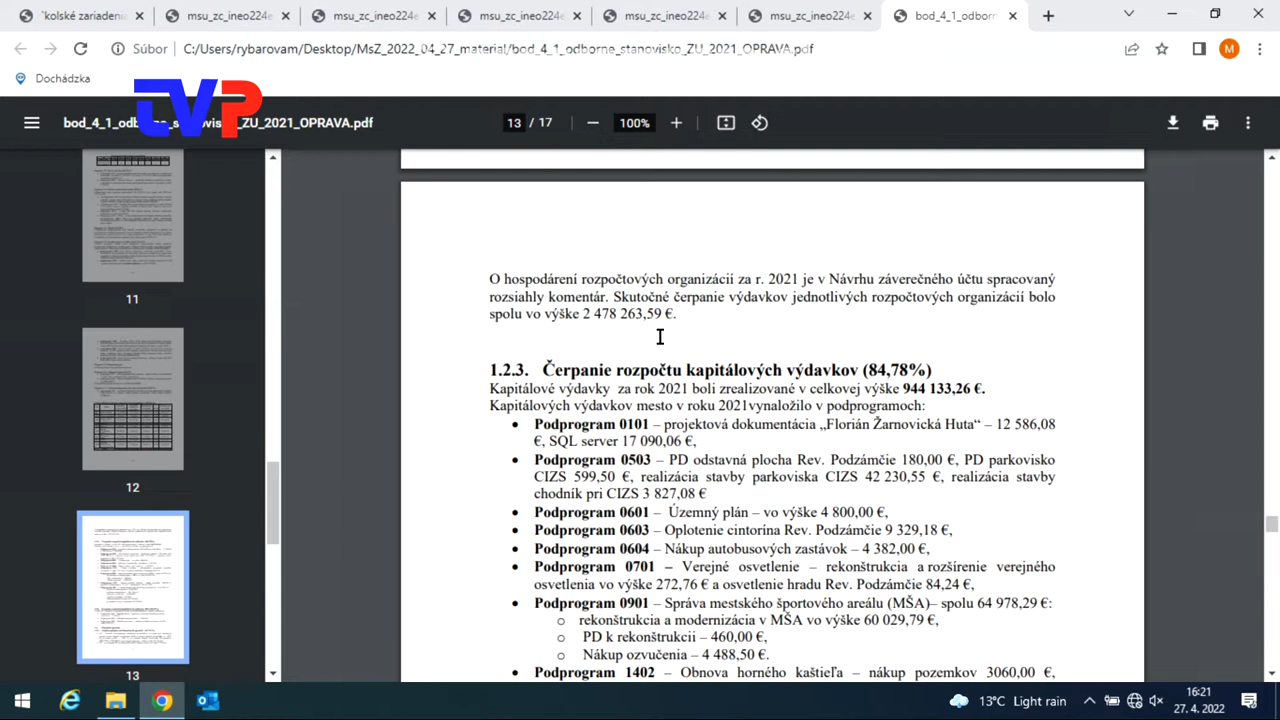 "kolské zariadenia
msu_zc_ineo224e
msu_zc_ineo224e
msu_zc_ineo224e
msu_zc_ineo224e
msu_zc_ineo224e
bod_4_1_odborn
Súbor
C:/Users/rybarovam/Desktop/MsZ_2022_04_27_material/bod_4_1_odborne_stanovisko_ZU_2021_OPRAVA.pdf
M
Dochádzka
TVP
bod_4_1_odborne_stanovisko_ZU_2021_OPRAVA.pdf
13 / 17
100%
11
12
13
O hospodárení rozpočtových organizácií za r. 2021 je v Návrhu záverečného účtu spracovaný
rozsiahly komentár. Skutočné čerpanie výdavkov jednotlivých rozpočtových organizácií bolo
spolu vo výške 2 478 263,59 €.
1.2.3. Čerpanie rozpočtu kapitálových výdavkov (84,78%)
Kapitálové výdavky za rok 2021 boli zrealizované v celkovej výške 944 133,26 €.
Kapitálových výdavkov mesto v roku 2021vynaložilo v podprogramoch:
• Podprogram 0101 – projektová dokumentácia „Florián Žarnovická Huta“ – 12 586,08
€, SQL server 17 090,06 €,
• Podprogram 0503 – PD odstavná plocha Rev. Podzámčie 180,00 €, PD parkovisko
CIZS 599,50 €, realizácia stavby parkoviska CIZS 42 230,55 €, realizácia stavby
chodník pri CIZS 3 827,08 €
• Podprogram 0601 – Územný plán – vo výške 4 800,00 €,
• Podprogram 0603 – Oplotenie cintorína Rev. Podzámčie 9 329,18 €,
• Podprogram 6604 – Nákup autobusových zastávok – 4 382,00 €,
• Podprogram 0701 – Verejné osvetlenie – rekonštrukcia a rozšírenie verejného
osvetlenia vo výške 272,76 € a osvetlenie hradu Rev. Podzámčie 84,24 €
• Podprogram 0901 – Správa mestského športového areálu (MŠA)– spolu 64 978,29 €:
o rekonštrukcia a modernizácia v MŠA vo výške 60 029,79 €,
o PD k rekonštrukcii – 460,00 €,
o Nákup ozvučenia – 4 488,50 €.
• Podprogram 1402 – Obnova horného kaštieľa – nákup pozemkov 3060,00 €,
13°C Light rain
16:21
27. 4. 2022